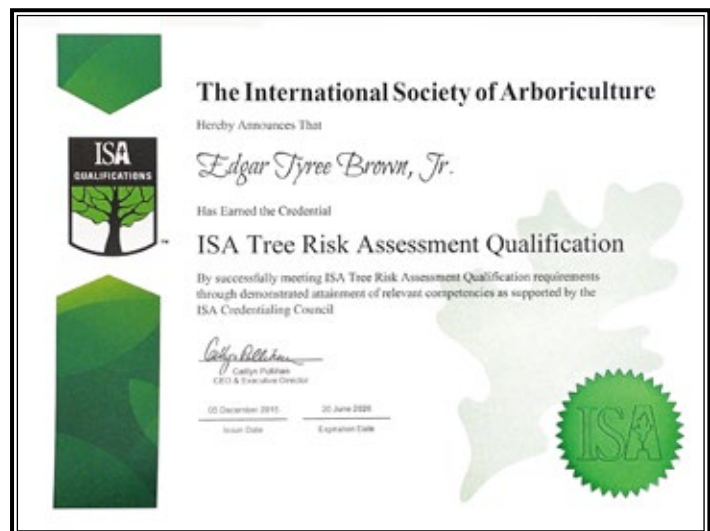 The International Society of Arboriculture
Hereby Announces That
Edgar Tyree Brown, Jr.
Has Earned the Credential
ISA Tree Risk Assessment Qualification
By successfully meeting ISA Tree Risk Assessment Qualification requirements
through demonstrated attainment of relevant competencies as supported by the
ISA Credentialing Council
Caitlyn Pollihan
CEO & Executive Director
05 December 2015
20 June 2026
Issue Date
Expiration Date
ISA
QUALIFICATIONS
™
ISA